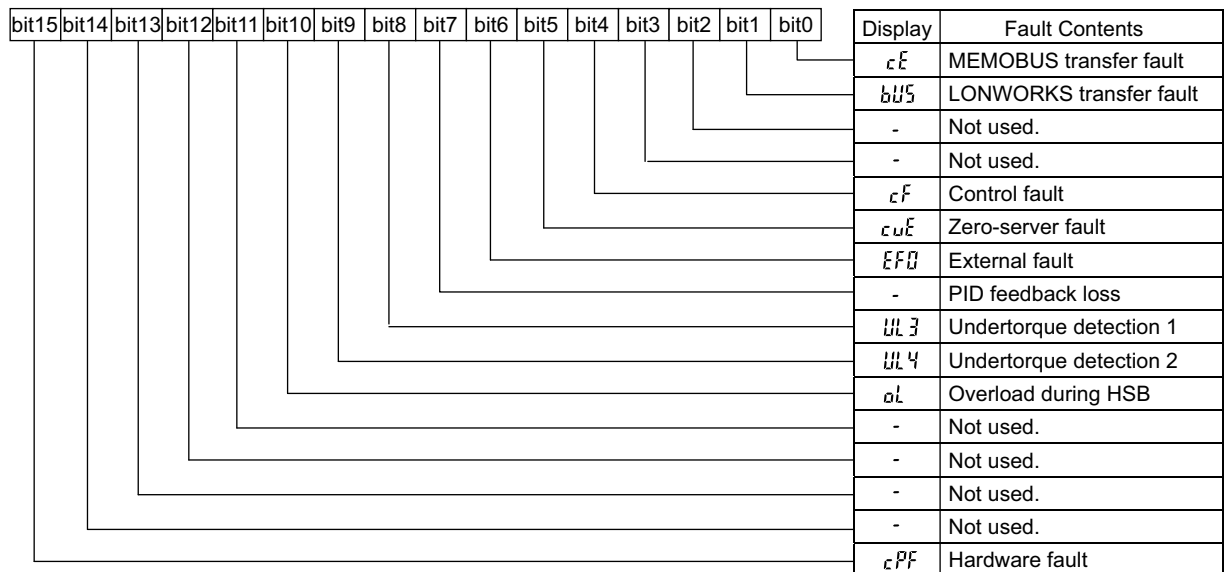 bit15 bit14 bit13 bit12 bit11 bit10 bit9 bit8 bit7 bit6 bit5 bit4 bit3 bit2 bit1 bit0
Display Fault Contents
cE MEMOBUS transfer fault
bUS LONWORKS transfer fault
- Not used.
- Not used.
cF Control fault
cuE Zero-server fault
EF0 External fault
- PID feedback loss
UL3 Undertorque detection 1
UL4 Undertorque detection 2
oL Overload during HSB
- Not used.
- Not used.
- Not used.
- Not used.
cPF Hardware fault